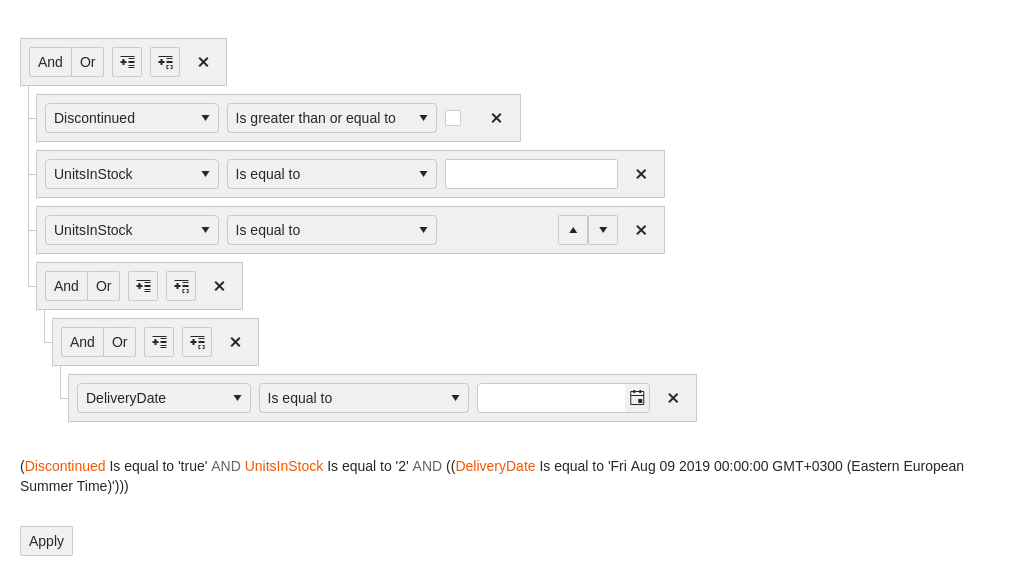 And Or
Discontinued Is greater than or equal to
UnitsInStock Is equal to
UnitsInStock Is equal to
And Or
And Or
DeliveryDate Is equal to
(Discontinued Is equal to 'true' AND UnitsInStock Is equal to '2' AND ((DeliveryDate Is equal to 'Fri Aug 09 2019 00:00:00 GMT+0300 (Eastern European
Summer Time)')))
Apply